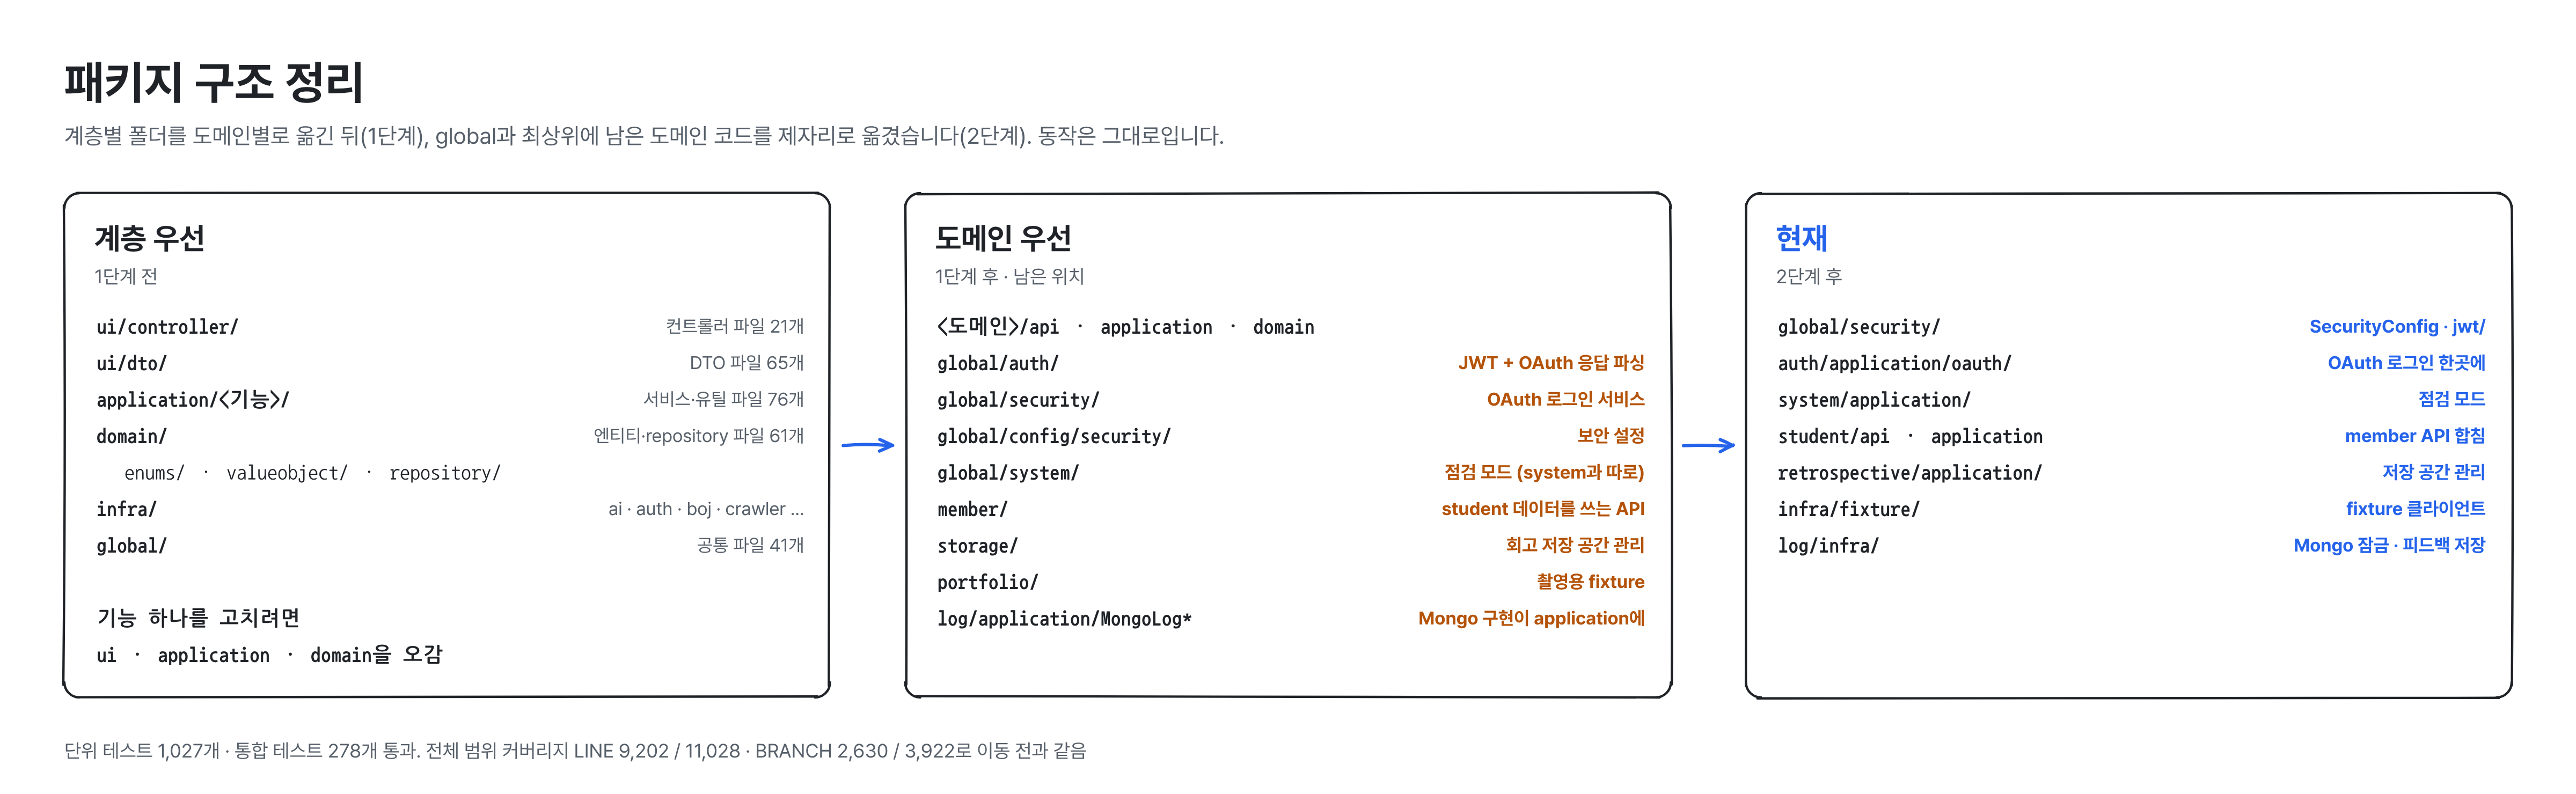 패키지 구조 정리
계층별 폴더를 도메인별로 옮긴 뒤(1단계), global과 최상위에 남은 도메인 코드를 제자리로 옮겼습니다(2단계). 동작은 그대로입니다.
계층 우선
1단계 전
ui/controller/ 컨트롤러 파일 21개
ui/dto/ DTO 파일 65개
application/<기능>/ 서비스·유틸 파일 76개
domain/ 엔티티·repository 파일 61개
enums/ · valueobject/ · repository/
infra/ ai · auth · boj · crawler ...
global/ 공통 파일 41개
기능 하나를 고치려면
ui · application · domain을 오감
도메인 우선
1단계 후 · 남은 위치
<도메인>/api · application · domain
global/auth/ JWT + OAuth 응답 파싱
global/security/ OAuth 로그인 서비스
global/config/security/ 보안 설정
global/system/ 점검 모드 (system과 따로)
member/ student 데이터를 쓰는 API
storage/ 회고 저장 공간 관리
portfolio/ 촬영용 fixture
log/application/MongoLog* Mongo 구현이 application에
현재
2단계 후
global/security/ SecurityConfig · jwt/
auth/application/oauth/ OAuth 로그인 한곳에
system/application/ 점검 모드
student/api · application member API 합침
retrospective/application/ 저장 공간 관리
infra/fixture/ fixture 클라이언트
log/infra/ Mongo 잠금 · 피드백 저장
단위 테스트 1,027개 · 통합 테스트 278개 통과. 전체 범위 커버리지 LINE 9,202 / 11,028 · BRANCH 2,630 / 3,922로 이동 전과 같음